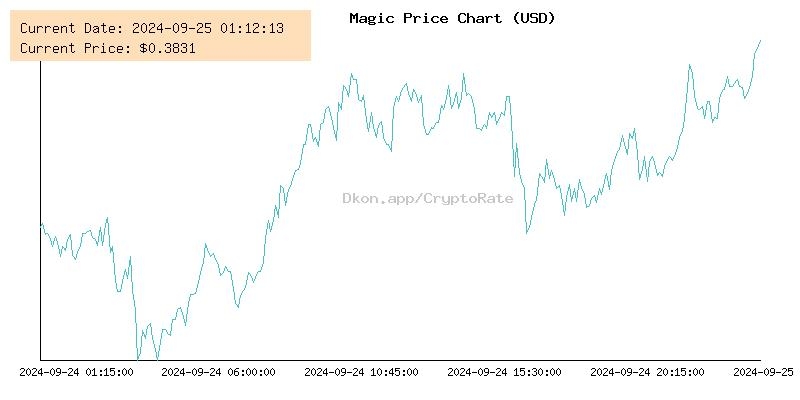 Magic Price Chart (USD)
Current Date: 2024-09-25 01:12:13
Current Price: $0.3831
Dkon.app/CryptoRate
2024-09-24 01:15:00 2024-09-24 06:00:00 2024-09-24 10:45:00 2024-09-24 15:30:00 2024-09-24 20:15:00 2024-09-25